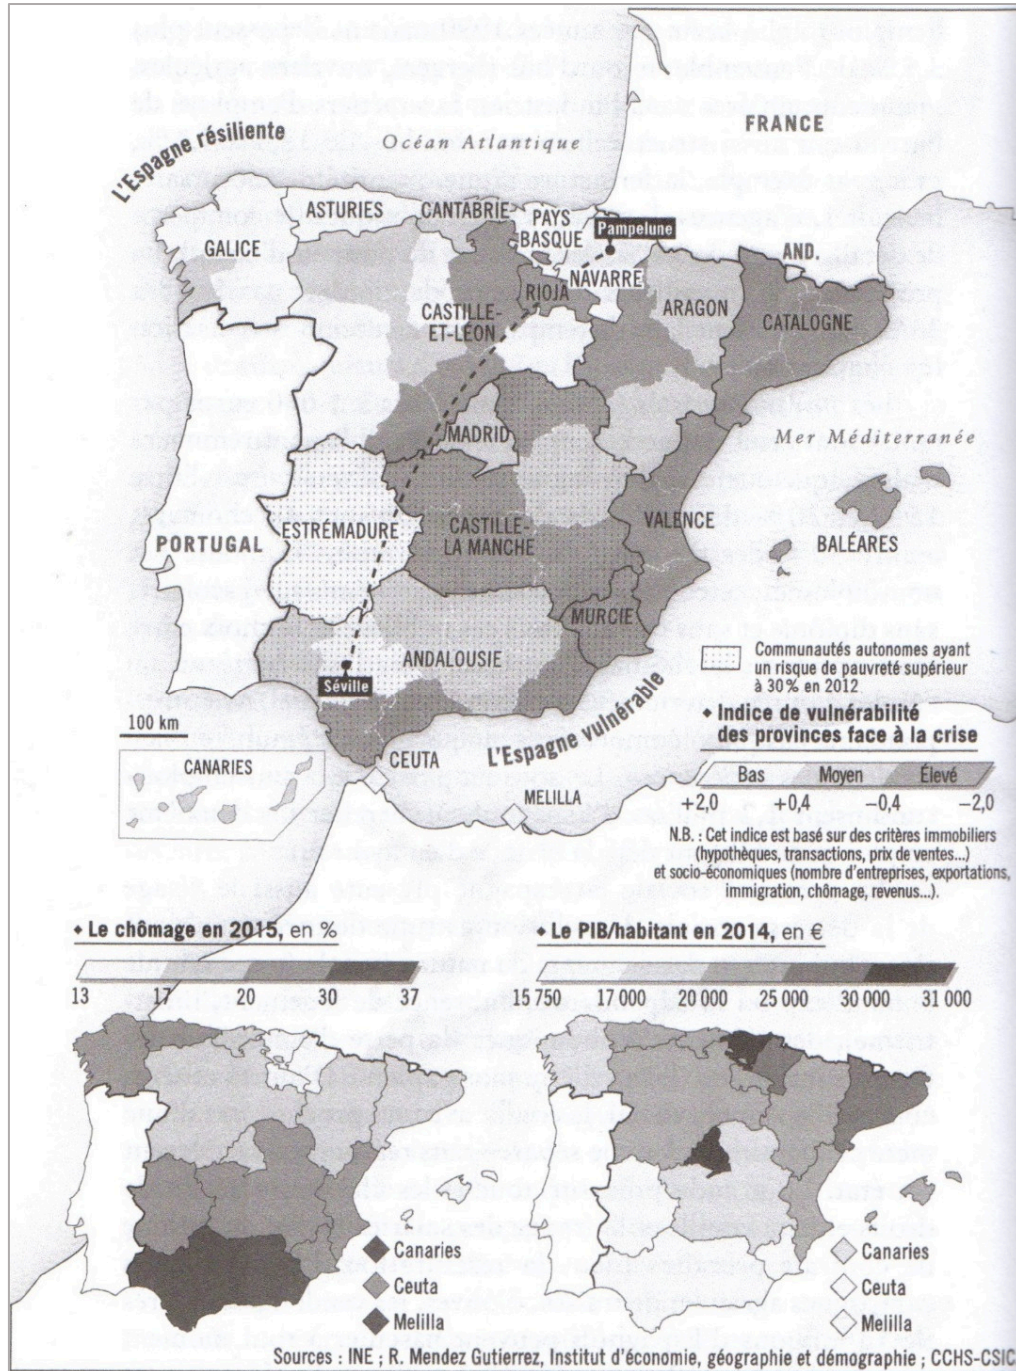 L'Espagne résiliente
Océan Atlantique
FRANCE
ASTURIES
CANTABRIE
PAYS
BASQUE
Pampelune
GALICE
NAVARRE
AND.
RIOJA
CASTILLE-
ET-LEON
ARAGON
CATALOGNE
MADRID
Mer Méditerranée
PORTUGAL
ESTRÉMADURE
CASTILLE-
LA MANCHE
VALENCE
BALÉARES
MURCIE
ANDALOUSIE
Séville
L'Espagne vulnérable
100 km
CEUTA
MELILLA
CANARIES
Communautés autonomes ayant
un risque de pauvreté supérieur
à 30 % en 2012
Indice de vulnérabilité
des provinces face à la crise
Bas Moyen Élevé
+2,0 +0,4 –0,4 –2,0
N.B. : Cet indice est basé sur des critères immobiliers
(hypothèques, transactions, prix de ventes...)
et socio-économiques (nombre d'entreprises, exportations,
immigration, chômage, revenus...).
Le chômage en 2015, en %
13 17 20 30 37
Canaries
Ceuta
Melilla
Le PIB/habitant en 2014, en €
15 750 17 000 20 000 25 000 30 000 31 000
Canaries
Ceuta
Melilla
Sources : INE ; R. Mendez Gutierrez, Institut d'économie, géographie et démographie ; CCHS-CSIC